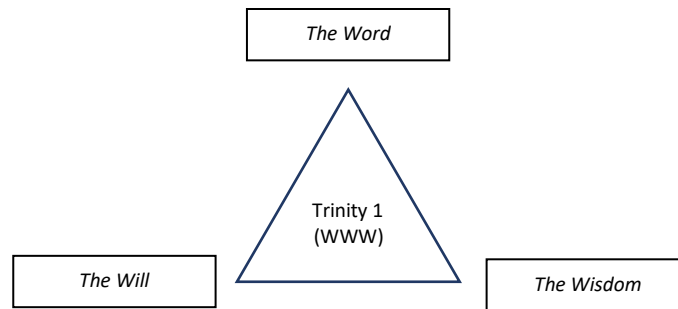 The Word
Trinity 1
(WWW)
The Will
The Wisdom